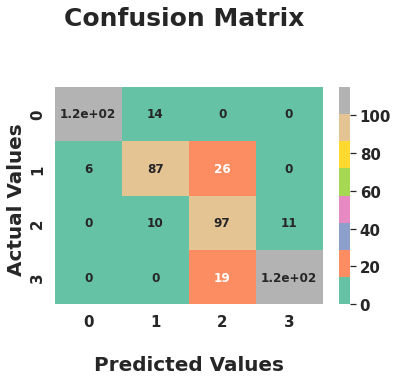 Confusion Matrix
Actual Values
0 1.2e+02 14 0 0
1 6 87 26 0
2 0 10 97 11
3 0 0 19 1.2e+02
0 1 2 3
Predicted Values
100
80
60
40
20
0